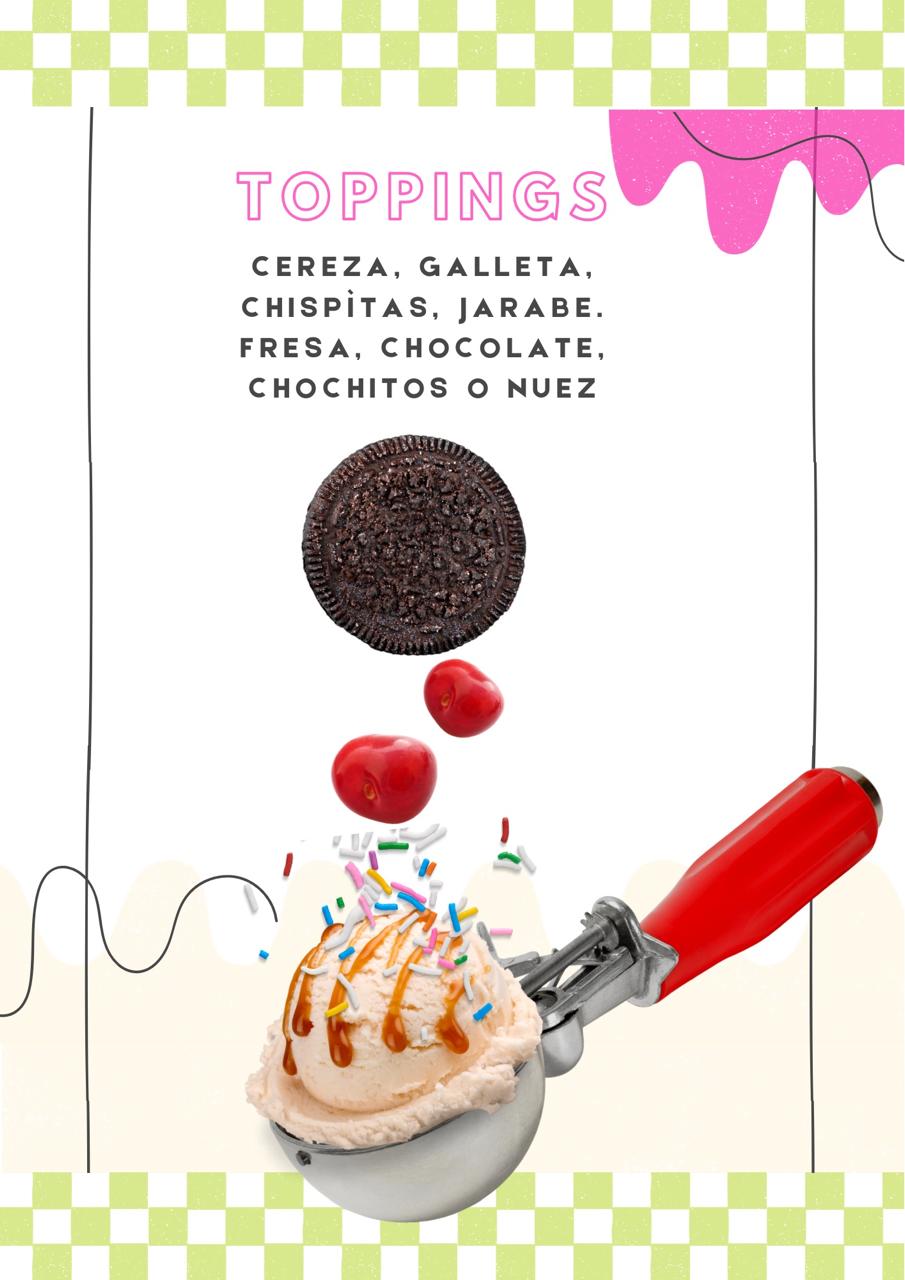 TOPPINGS
CEREZA, GALLETA,
CHISPÌTAS, JARABE.
FRESA, CHOCOLATE,
CHOCHITOS O NUEZ